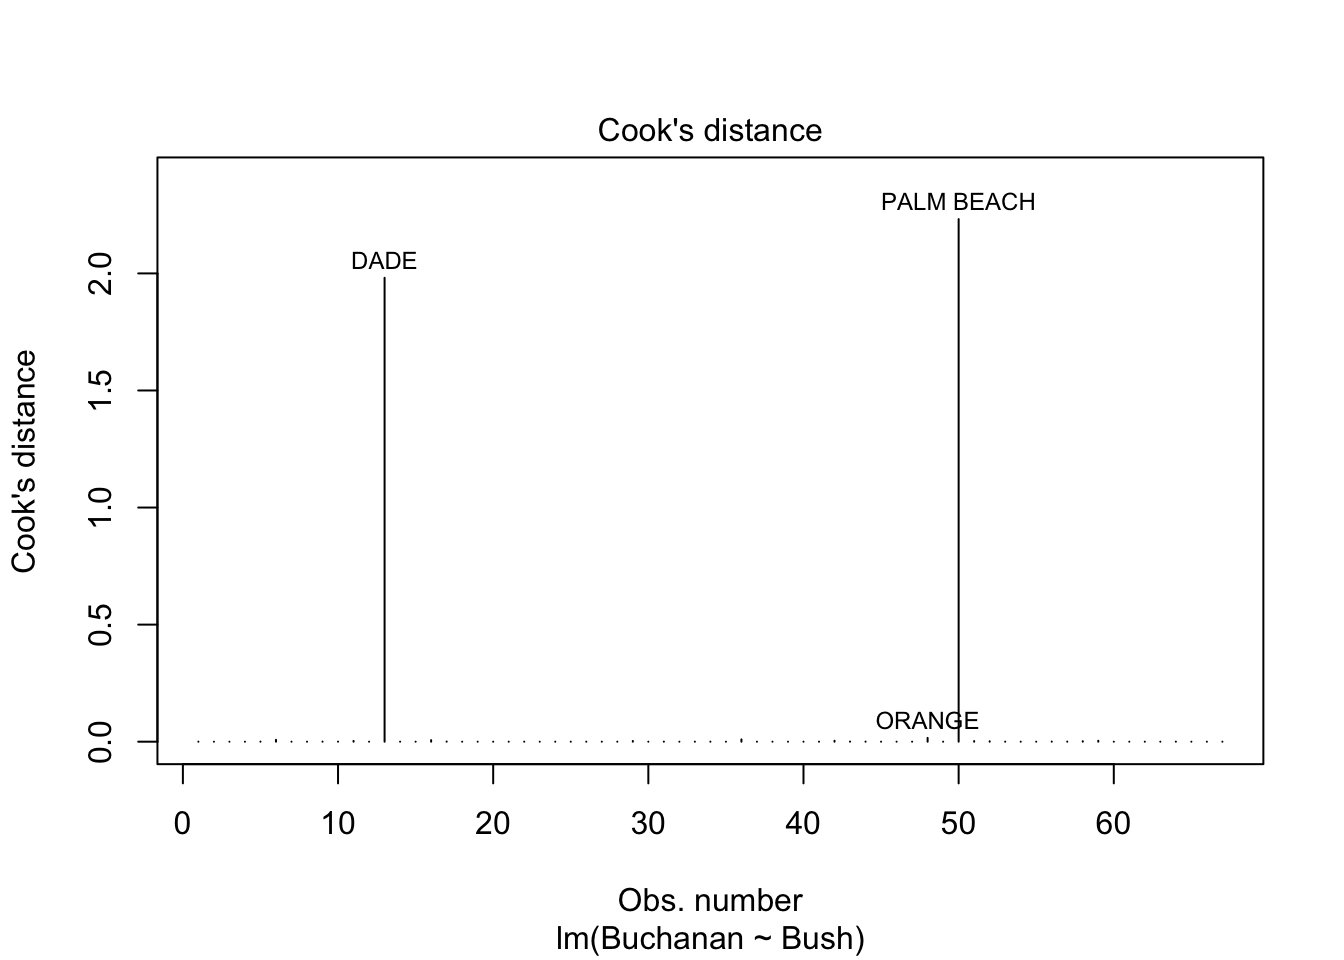 Cook's distance
PALM BEACH
DADE
ORANGE
Cook's distance
2.0
1.5
1.0
0.5
0.0
0 10 20 30 40 50 60
Obs. number
lm(Buchanan ~ Bush)